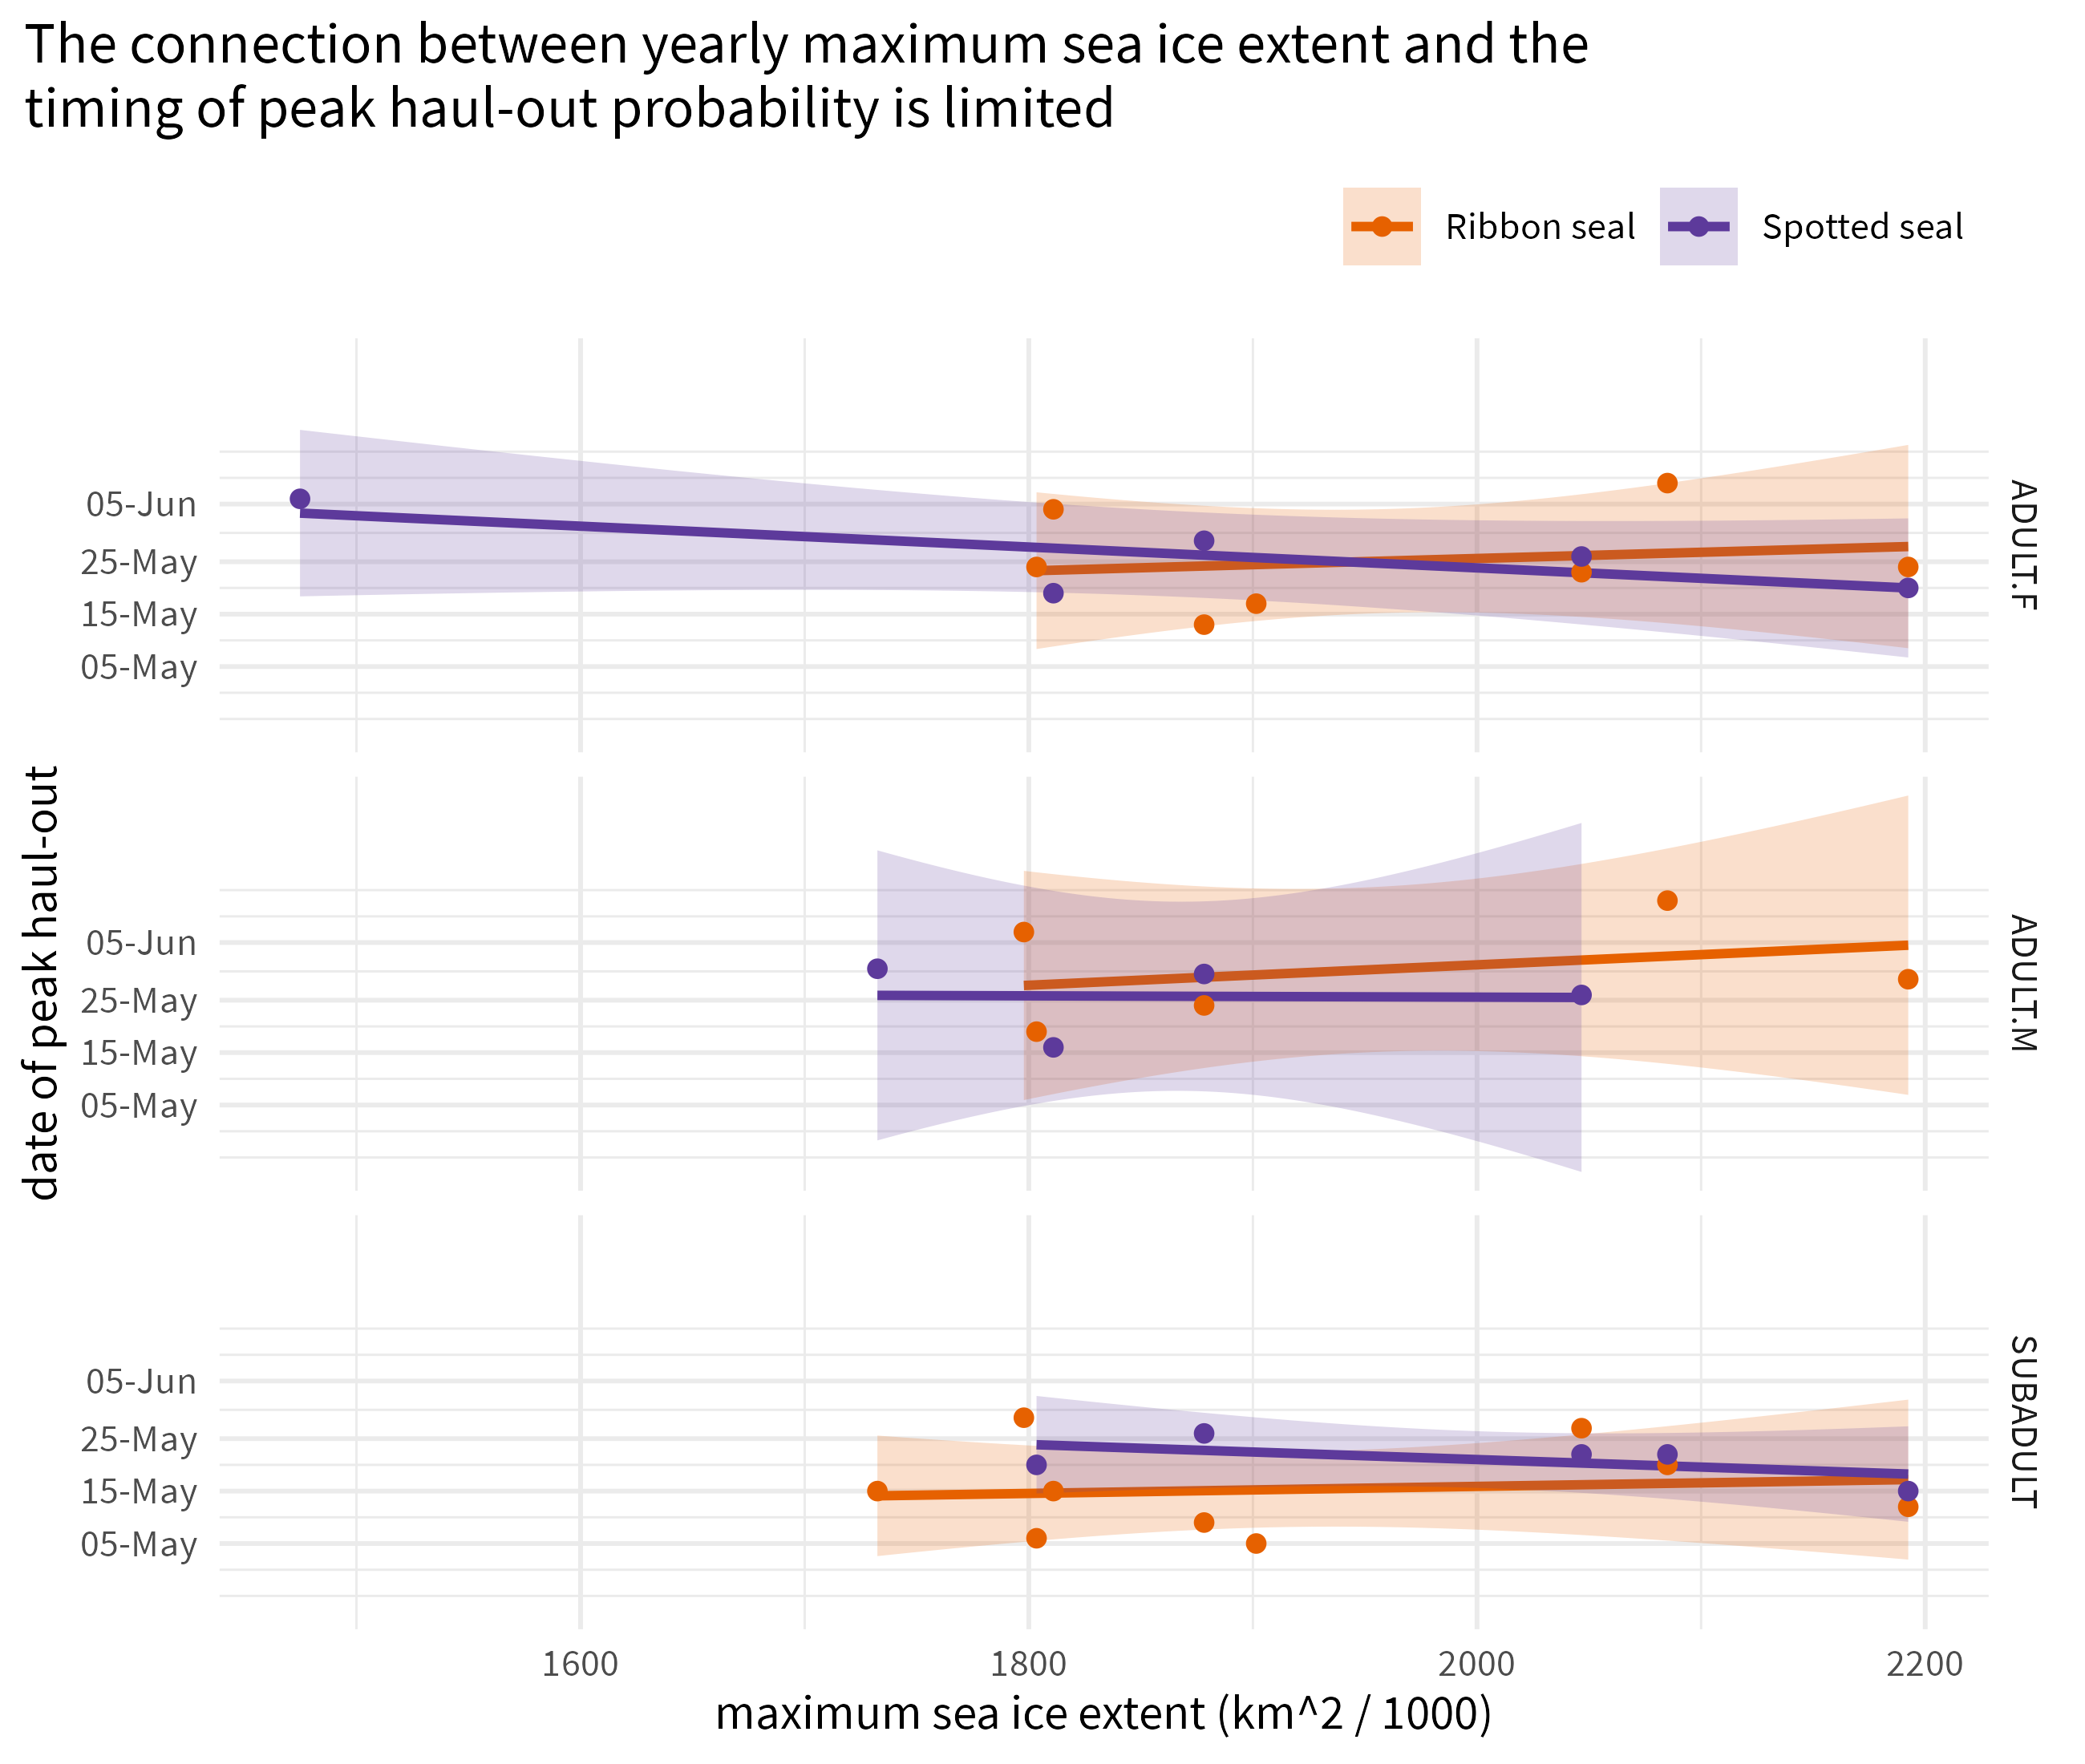 The connection between yearly maximum sea ice extent and the
timing of peak haul-out probability is limited
Ribbon seal
Spotted seal
date of peak haul-out
05-Jun
25-May
15-May
05-May
ADULT.F
05-Jun
25-May
15-May
05-May
ADULT.M
05-Jun
25-May
15-May
05-May
SUBADULT
1600
1800
2000
2200
maximum sea ice extent (km^2 / 1000)